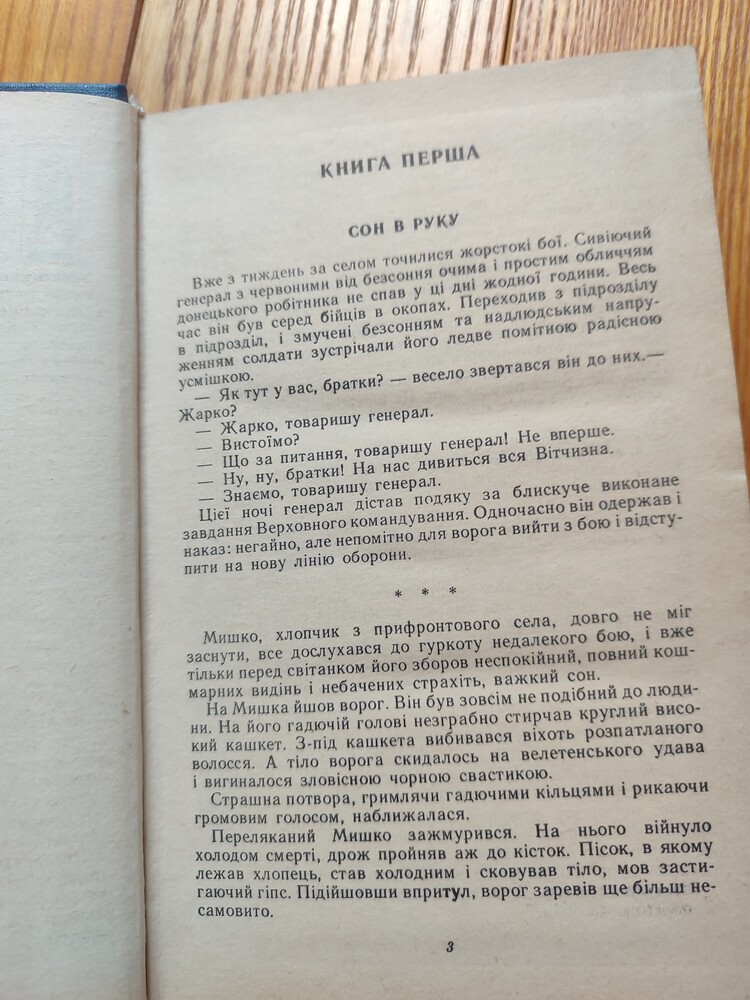 КНИГА ПЕРША
СОН В РУКУ
Вже з тиждень за селом точилися жорстокі бої. Сивіючий
генерал з червоними від безсоння очима і простим обличчям
донецького робітника не спав у ці дні жодної години. Весь
час він був серед бійців в окопах. Переходив з підрозділу
в підрозділ, і змучені безсонням та надлюдським напру-
женням солдати зустрічали його ледве помітною радісною
усмішкою.
— Як тут у вас, братки? — весело звертався він до них.—
Жарко?
— Жарко, товаришу генерал.
— Вистоїмо?
— Що за питання, товаришу генерал! Не вперше.
— Ну, ну, братки! На нас дивиться вся Вітчизна.
— Знаємо, товаришу генерал.
Цієї ночі генерал дістав подяку за блискуче виконане
завдання Верховного командування. Одночасно він одержав і
наказ: негайно, але непомітно для ворога вийти з бою і відсту-
пити на нову лінію оборони.
* * *
Мишко, хлопчик з прифронтового села, довго не міг
заснути, все дослухався до гуркоту недалекого бою, і вже
тільки перед світанком його зборов неспокійний, повний кош-
марних видінь і небачених страхіть, важкий сон.
На Мишка йшов ворог. Він був зовсім не подібний до люди-
ни. На його гадючій голові незграбно стирчав круглий висо-
кий кашкет. З-під кашкета вибивався віхоть розпатланого
волосся. А тіло ворога скидалось на велетенського удава
і вигиналося зловісною чорною свастикою.
Страшна потвора, гримлячи гадючими кільцями і рикаючи
громовим голосом, наближалася.
Переляканий Мишко зажмурився. На нього війнуло
холодом смерті, дрож пройняв аж до кісток. Пісок, в якому
лежав хлопець, став холодним і сковував тіло, мов засти-
гаючий гіпс. Підійшовши впритул, ворог заревів ще більш не-
самовито.
3